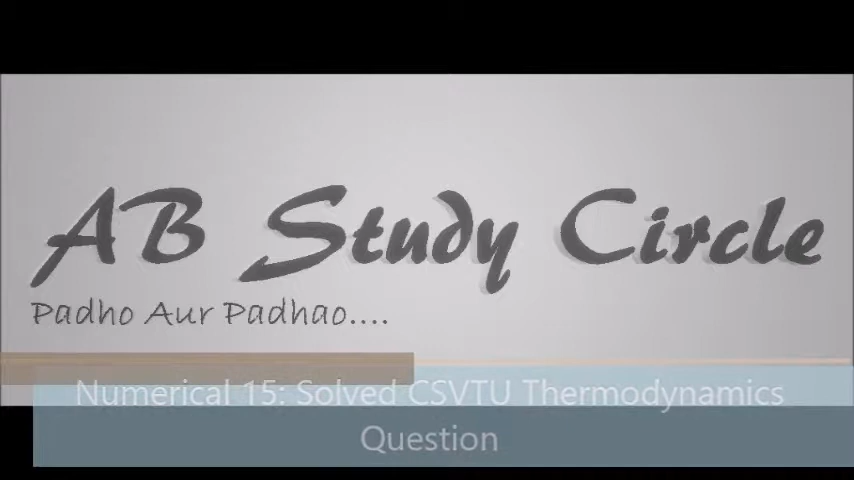 AB Study Circle
Padho Aur Padhao....
Numerical 15: Solved CSVTU Thermodynamics
Question